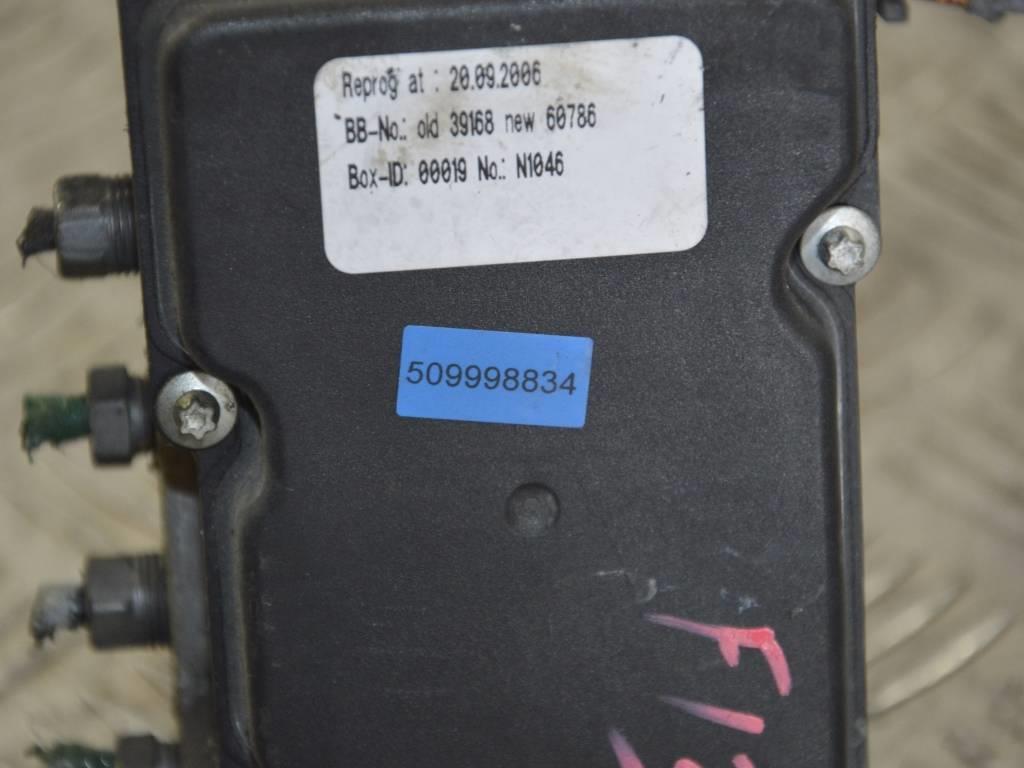 Reprog at : 20.09.2006
BB-No.: old 39168 new 60786
Box-ID: 00019 No.: N1046
509998834